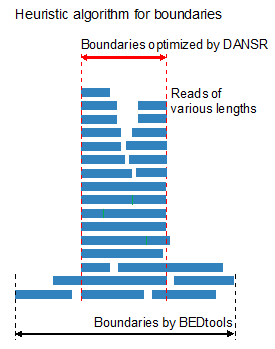 Heuristic algorithm for boundaries
Boundaries optimized by DANSR
Reads of
various lengths
Boundaries by BEDtools